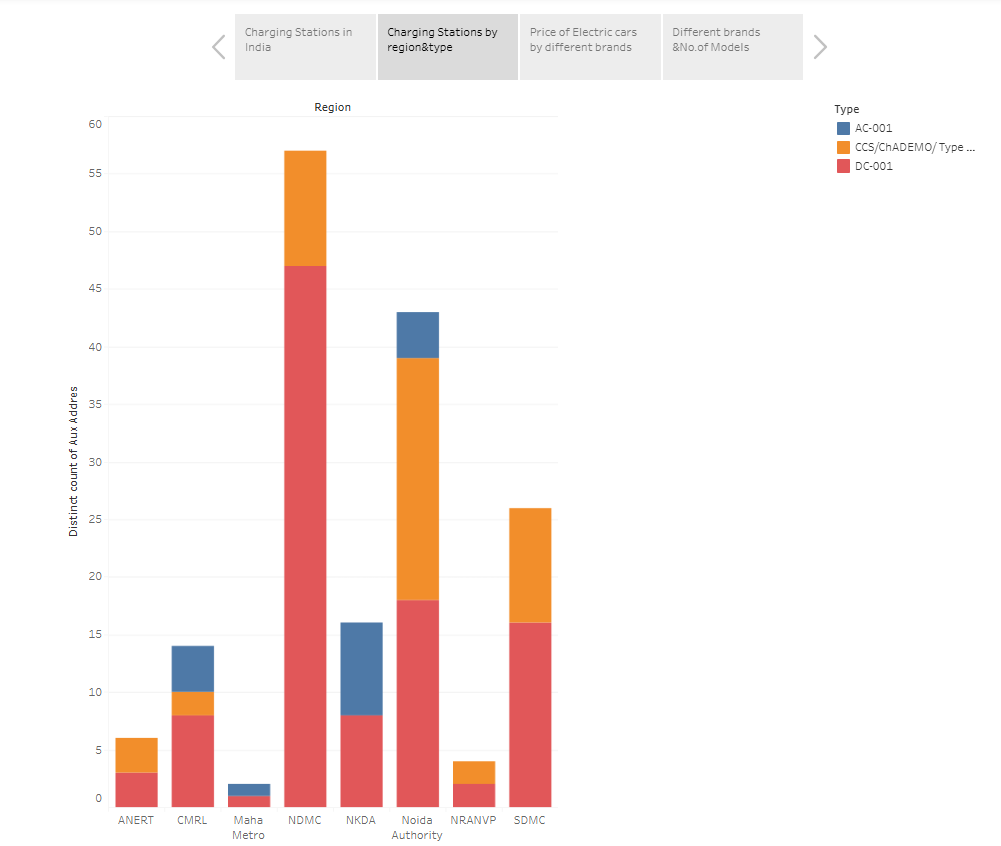 Charging Stations in
India
Charging Stations by
region&type
Price of Electric cars
by different brands
Different brands
&No.of Models
Region
Type
AC-001
CCS/ChADEMO/ Type ...
DC-001
Distinct count of Aux Addres
60
55
50
45
40
35
30
25
20
15
10
5
0
ANERT
CMRL
Maha
Metro
NDMC
NKDA
Noida
Authority
NRANVP
SDMC